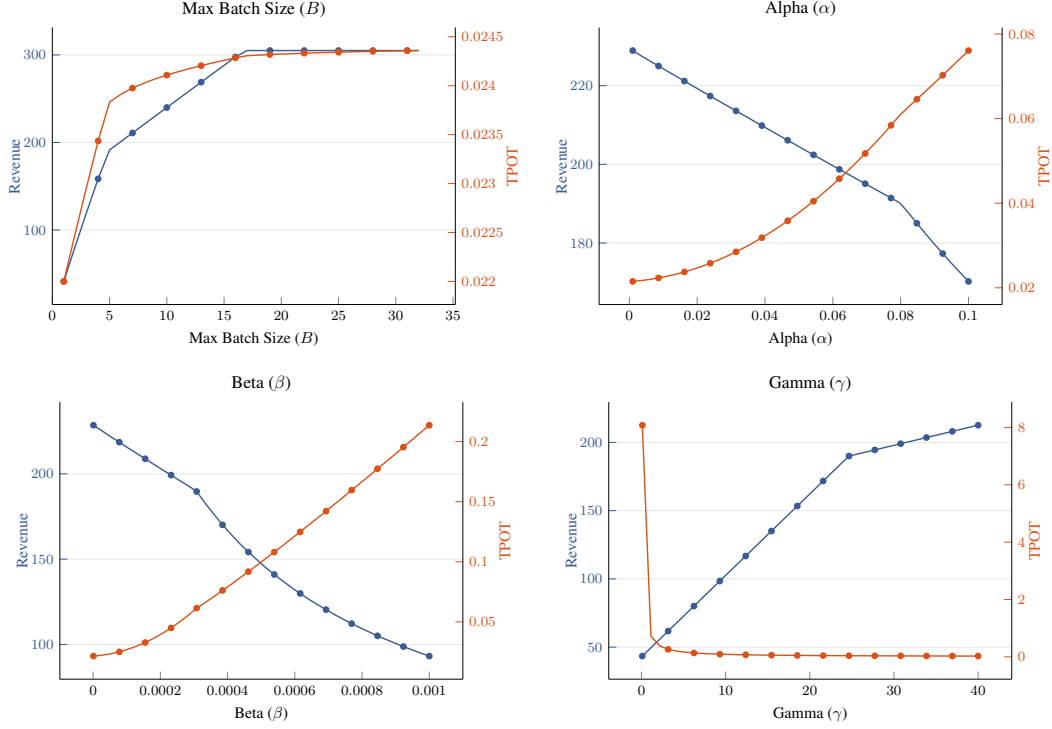 Max Batch Size (B)
300
200
100
Revenue
0.0245
0.024
0.0235
0.023
0.0225
0.022
TPOT
0 5 10 15 20 25 30 35
Max Batch Size (B)
Alpha (α)
220
200
180
Revenue
0.08
0.06
0.04
0.02
TPOT
0 0.02 0.04 0.06 0.08 0.1
Alpha (α)
Beta (β)
200
150
100
Revenue
0.2
0.15
0.1
0.05
TPOT
0 0.0002 0.0004 0.0006 0.0008 0.001
Beta (β)
Gamma (γ)
200
150
100
50
Revenue
8
6
4
2
0
TPOT
0 10 20 30 40
Gamma (γ)